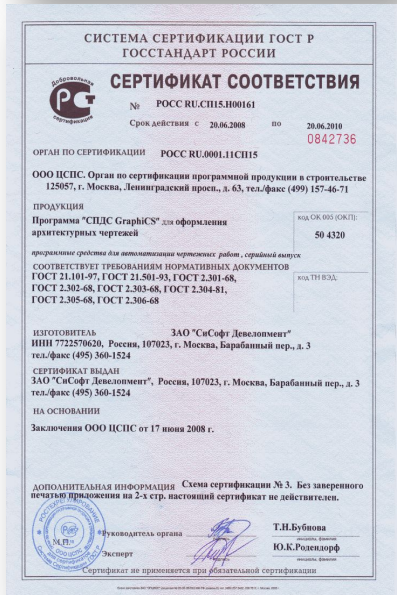 СИСТЕМА СЕРТИФИКАЦИИ ГОСТ Р
ГОССТАНДАРТ РОССИИ
Добровольная
сертификация
СЕРТИФИКАТ СООТВЕТСТВИЯ
№ РОСС RU.СП15.Н00161
Срок действия с 20.06.2008 по 20.06.2010
0842736
ОРГАН ПО СЕРТИФИКАЦИИ РОСС RU.0001.11СП15
ООО ЦСПС. Орган по сертификации программной продукции в строительстве
125057, г. Москва, Ленинградский просп., д. 63, тел./факс (499) 157-46-71
ПРОДУКЦИЯ
Программа "СПДС GraphiCS" для оформления
архитектурных чертежей
код ОК 005 (ОКП):
50 4320
программные средства для автоматизации чертежных работ , серийный выпуск
СООТВЕТСТВУЕТ ТРЕБОВАНИЯМ НОРМАТИВНЫХ ДОКУМЕНТОВ
код ТН ВЭД:
ГОСТ 21.101-97, ГОСТ 21.501-93, ГОСТ 2.301-68,
ГОСТ 2.302-68, ГОСТ 2.303-68, ГОСТ 2.304-81,
ГОСТ 2.305-68, ГОСТ 2.306-68
ИЗГОТОВИТЕЛЬ ЗАО "СиСофт Девелопмент"
ИНН 7722570620, Россия, 107023, г. Москва, Барабанный пер., д. 3
тел./факс (495) 360-1524
СЕРТИФИКАТ ВЫДАН
ЗАО "СиСофт Девелопмент", Россия, 107023, г. Москва, Барабанный пер., д. 3
тел./факс (495) 360-1524
НА ОСНОВАНИИ
Заключения ООО ЦСПС от 17 июня 2008 г.
ДОПОЛНИТЕЛЬНАЯ ИНФОРМАЦИЯ Схема сертификации № 3. Без заверенного
печатью приложения на 2-х стр. настоящий сертификат не действителен.
М.П.
ООО ЦСПС
Руководитель органа Т.Н.Бубнова
Эксперт Ю.К.Родендорф
Сертификат не применяется при обязательной сертификации